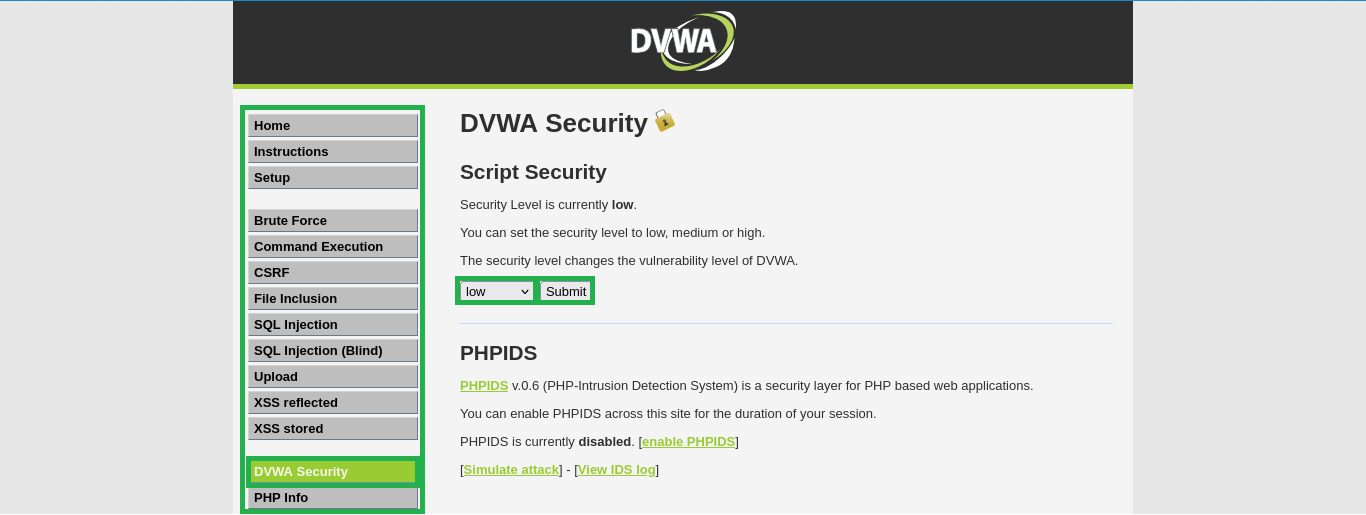 DVWA
Home
Instructions
Setup
Brute Force
Command Execution
CSRF
File Inclusion
SQL Injection
SQL Injection (Blind)
Upload
XSS reflected
XSS stored
DVWA Security
PHP Info
DVWA Security
Script Security
Security Level is currently low.
You can set the security level to low, medium or high.
The security level changes the vulnerability level of DVWA.
low Submit
PHPIDS
PHPIDS v.0.6 (PHP-Intrusion Detection System) is a security layer for PHP based web applications.
You can enable PHPIDS across this site for the duration of your session.
PHPIDS is currently disabled. [enable PHPIDS]
[Simulate attack] - [View IDS log]